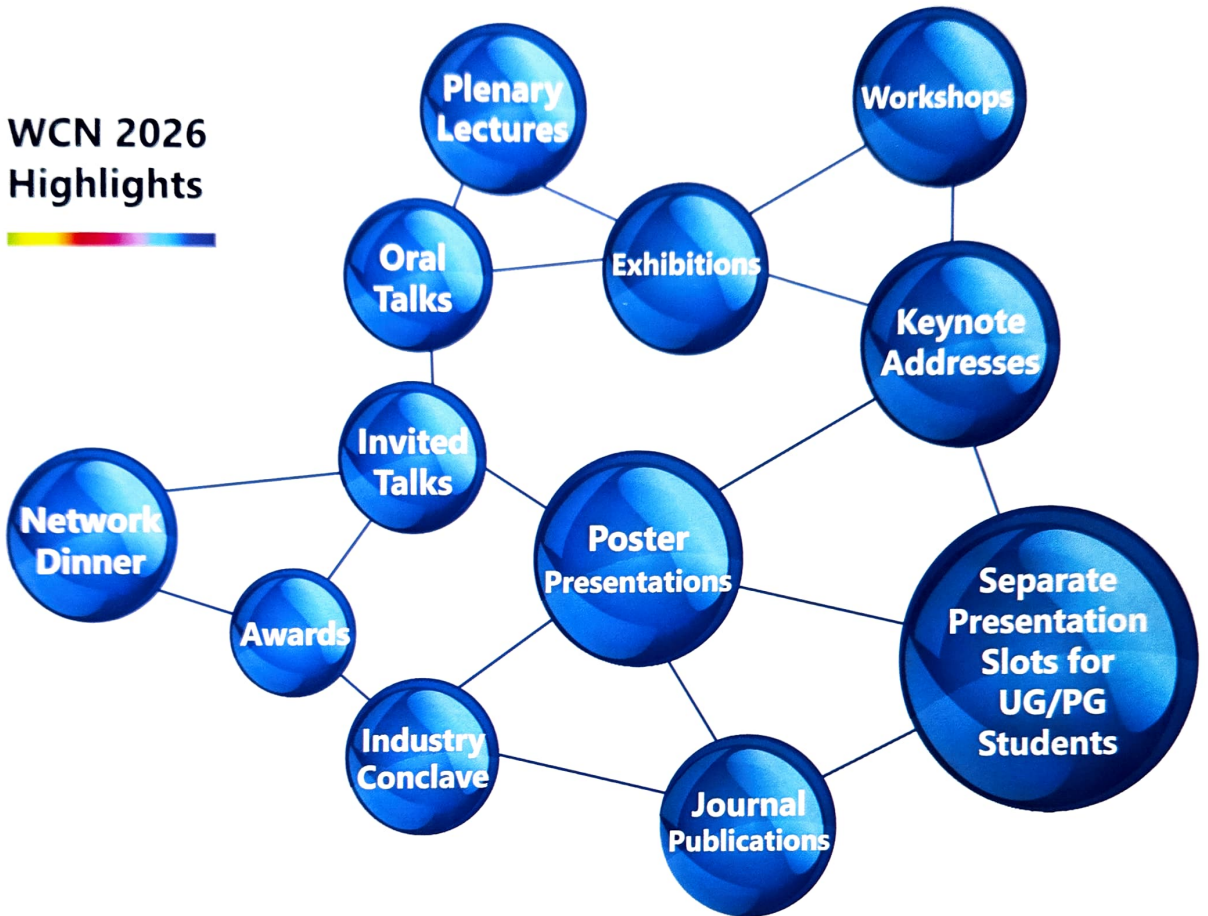 WCN 2026
Highlights
Plenary
Lectures
Workshops
Oral
Talks
Exhibitions
Keynote
Addresses
Invited
Talks
Network
Dinner
Poster
Presentations
Awards
Separate
Presentation
Slots for
UG/PG
Students
Industry
Conclave
Journal
Publications